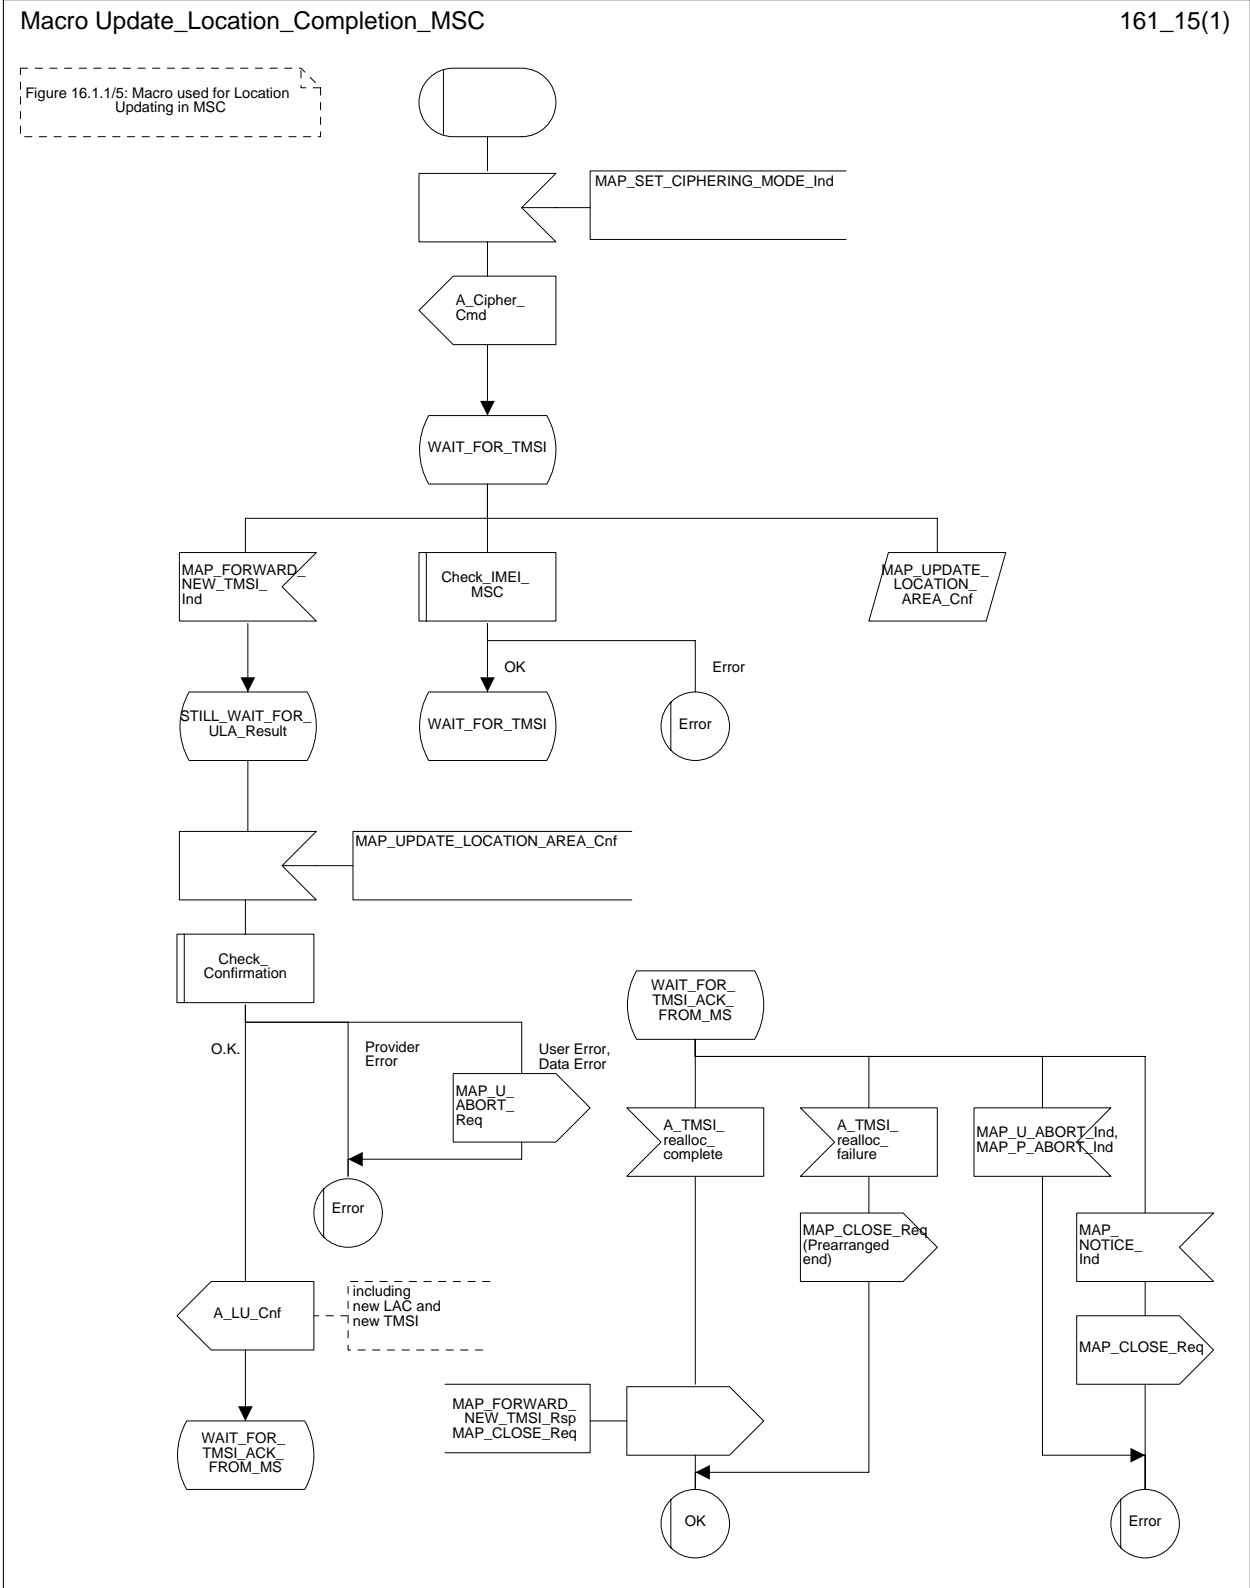 Macro Update_Location_Completion_MSC
161_15(1)
Figure 16.1.1/5: Macro used for Location
Updating in MSC
MAP_SET_CIPHERING_MODE_Ind
A_Cipher_
Cmd
WAIT_FOR_TMSI
MAP_FORWARD_
NEW_TMSI_
Ind
Check_IMEI_
MSC
MAP_UPDATE_
LOCATION_
AREA_Cnf
OK
Error
STILL_WAIT_FOR_
ULA_Result
WAIT_FOR_TMSI
Error
MAP_UPDATE_LOCATION_AREA_Cnf
Check_
Confirmation
O.K.
Provider
Error
User Error,
Data Error
MAP_U_
ABORT_
Req
Error
A_LU_Cnf
including
new LAC and
new TMSI
WAIT_FOR_
TMSI_ACK_
FROM_MS
WAIT_FOR_
TMSI_ACK_
FROM_MS
A_TMSI_
realloc_
complete
A_TMSI_
realloc_
failure
MAP_U_ABORT_Ind,
MAP_P_ABORT_Ind
MAP_CLOSE_Req
(Prearranged
end)
MAP_
NOTICE_
Ind
MAP_CLOSE_Req
MAP_FORWARD_
NEW_TMSI_Rsp
MAP_CLOSE_Req
OK
Error